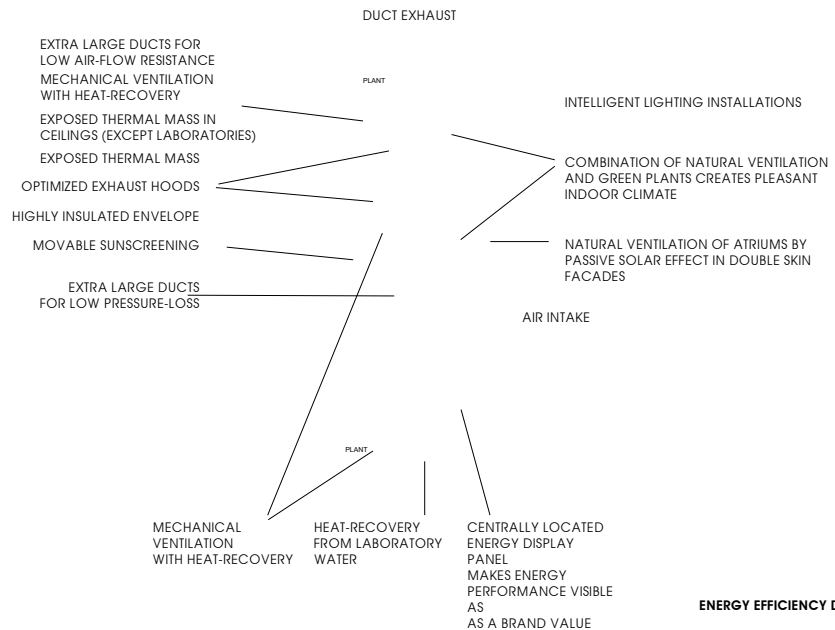 DUCT EXHAUST
EXTRA LARGE DUCTS FOR
LOW AIR-FLOW RESISTANCE
MECHANICAL VENTILATION
WITH HEAT-RECOVERY
PLANT
INTELLIGENT LIGHTING INSTALLATIONS
EXPOSED THERMAL MASS IN
CEILINGS (EXCEPT LABORATORIES)
EXPOSED THERMAL MASS
COMBINATION OF NATURAL VENTILATION
AND GREEN PLANTS CREATES PLEASANT
INDOOR CLIMATE
OPTIMIZED EXHAUST HOODS
HIGHLY INSULATED ENVELOPE
MOVABLE SUNSCREENING
NATURAL VENTILATION OF ATRIUMS BY
PASSIVE SOLAR EFFECT IN DOUBLE SKIN
FACADES
EXTRA LARGE DUCTS
FOR LOW PRESSURE-LOSS
AIR INTAKE
PLANT
MECHANICAL
VENTILATION
WITH HEAT-RECOVERY
HEAT-RECOVERY
FROM LABORATORY
WATER
CENTRALLY LOCATED
ENERGY DISPLAY
PANEL
MAKES ENERGY
PERFORMANCE VISIBLE
AS
AS A BRAND VALUE
ENERGY EFFICIENCY D